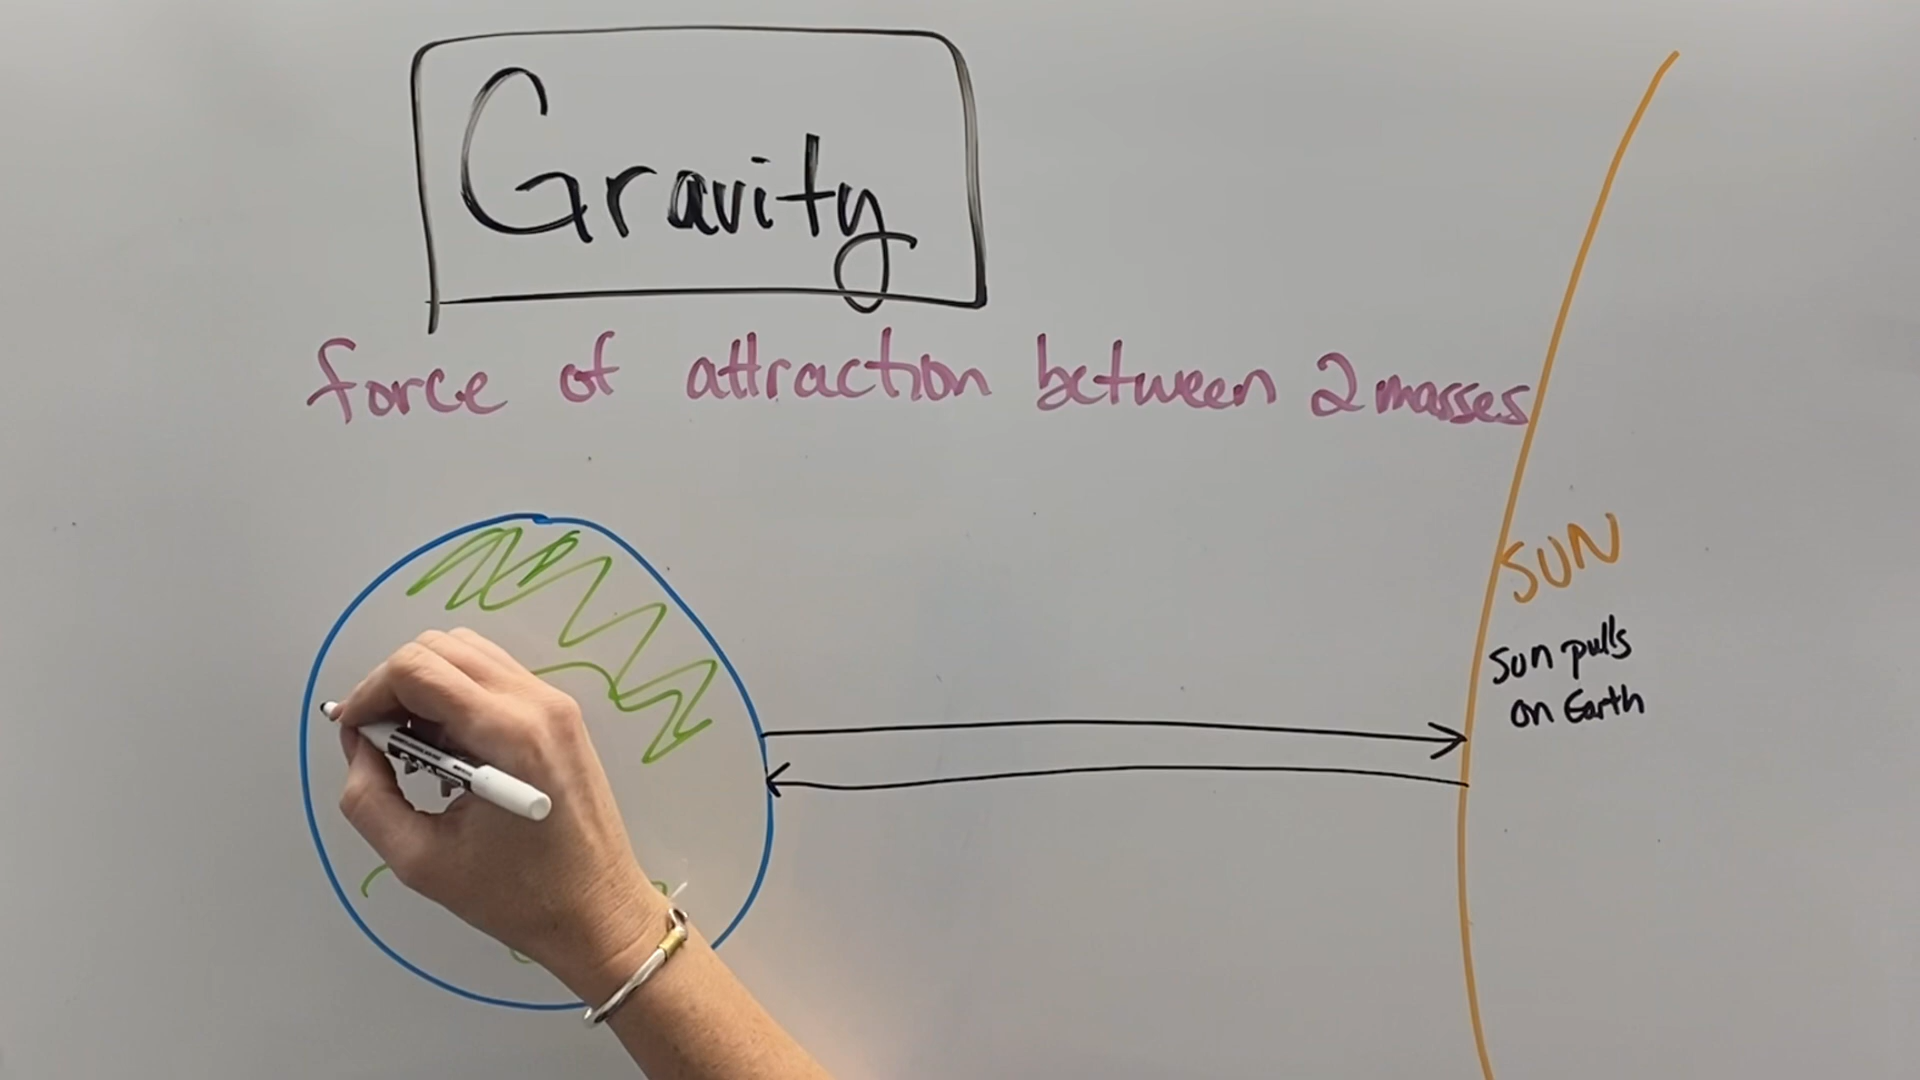 Gravity
force of attraction between 2 masses
SUN
Sun pulls
on Earth